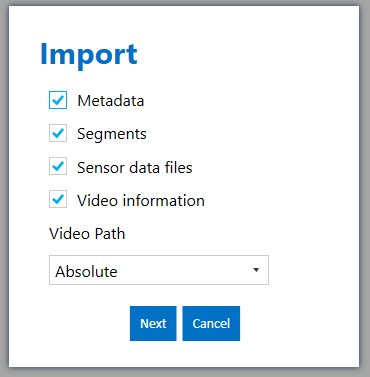 Import
Metadata
Segments
Sensor data files
Video information
Video Path
Absolute
Next Cancel